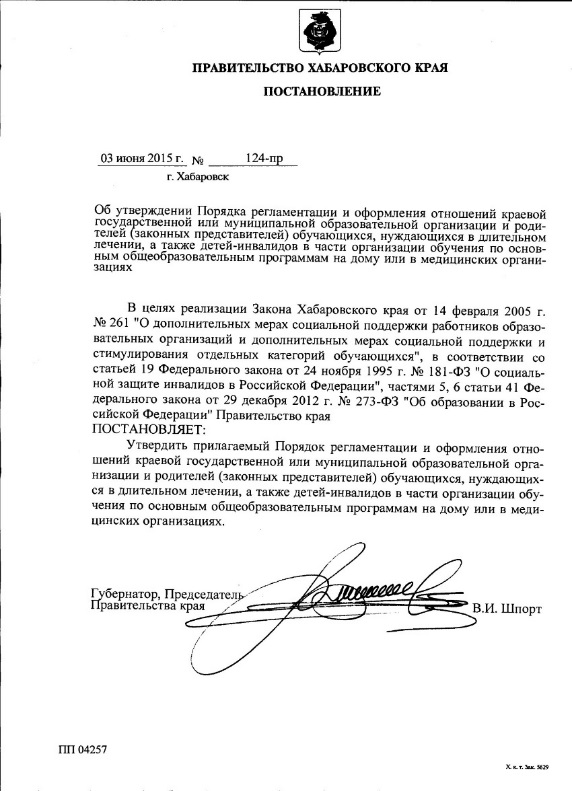 ПРАВИТЕЛЬСТВО ХАБАРОВСКОГО КРАЯ
ПОСТАНОВЛЕНИЕ
03 июня 2015 г. № 124-пр
г. Хабаровск
Об утверждении Порядка регламентации и оформления отношений краевой
государственной или муниципальной образовательной организации и роди-
телей (законных представителей) обучающихся, нуждающихся в длительном
лечении, а также детей-инвалидов в части организации обучения по основ-
ным общеобразовательным программам на дому или в медицинских органи-
зациях
В целях реализации Закона Хабаровского края от 14 февраля 2005 г.
№ 261 "О дополнительных мерах социальной поддержки работников образо-
вательных организаций и дополнительных мерах социальной поддержки и
стимулирования отдельных категорий обучающихся", в соответствии со
статьей 19 Федерального закона от 24 ноября 1995 г. № 181-ФЗ "О социаль-
ной защите инвалидов в Российской Федерации", частями 5, 6 статьи 41 Фе-
дерального закона от 29 декабря 2012 г. № 273-ФЗ "Об образовании в Рос-
сийской Федерации" Правительство края
ПОСТАНОВЛЯЕТ:
Утвердить прилагаемый Порядок регламентации и оформления отно-
шений краевой государственной или муниципальной образовательной орга-
низации и родителей (законных представителей) обучающихся, нуждающих-
ся в длительном лечении, а также детей-инвалидов в части организации обу-
чения по основным общеобразовательным программам на дому или в меди-
цинских организациях.
Губернатор, Председатель
Правительства края
В.И. Шпорт
ПП 04257
Х. к. т. Зак. 5629